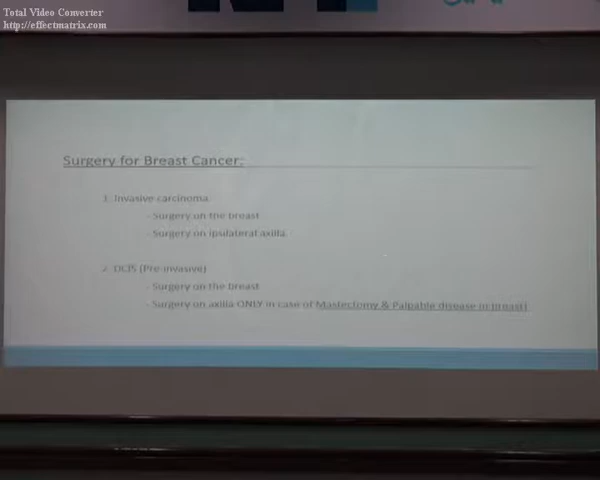 Total Video Converter
http://effectmatrix.com
Surgery for Breast Cancer:
1. Invasive carcinoma
- Surgery on the breast
- Surgery on ipsilateral axilla
2. DCIS (Pre-invasive)
- Surgery on the breast
- Surgery on axilla ONLY in case of Mastectomy & Palpable disease in breast)